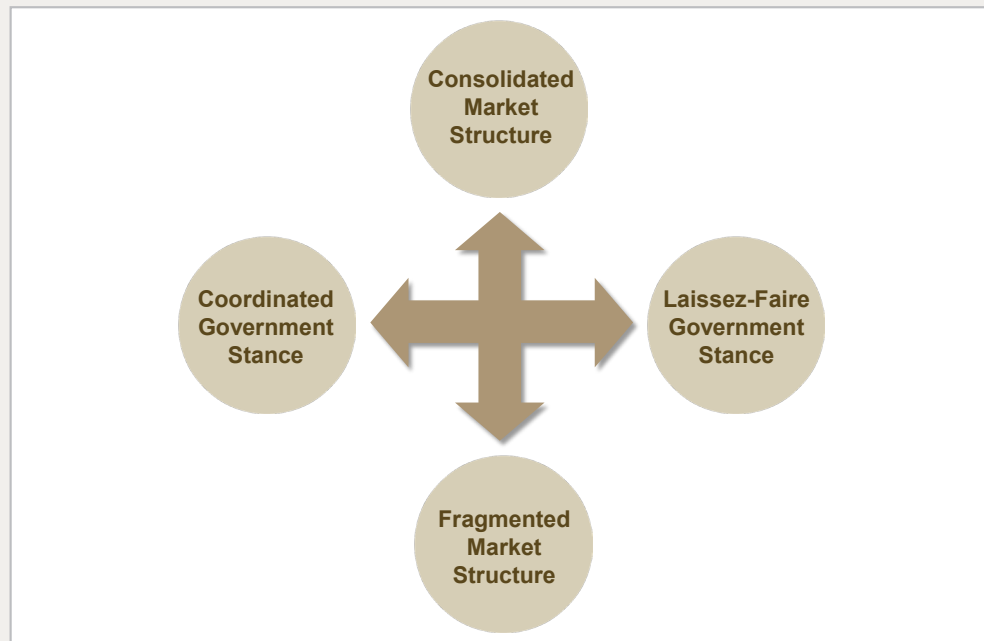 Consolidated
Market
Structure
Coordinated
Government
Stance
Laissez-Faire
Government
Stance
Fragmented
Market
Structure